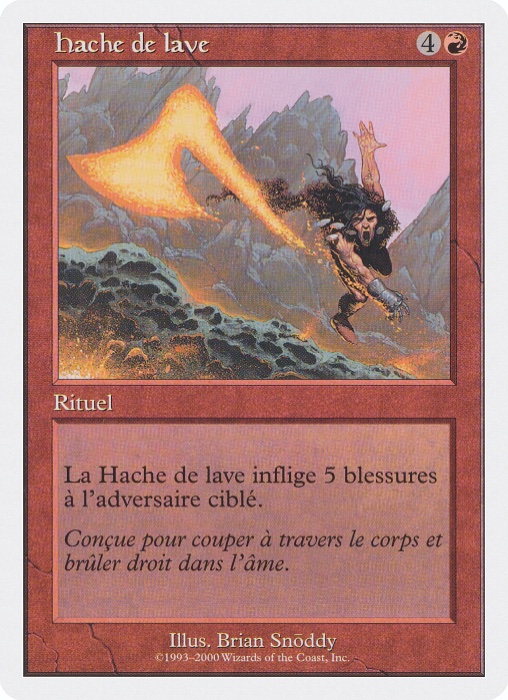 Hache de lave
4
Rituel
La Hache de lave inflige 5 blessures
à l'adversaire ciblé.
Conçue pour couper à travers le corps et
brûler droit dans l'âme.
Illus. Brian Snōddy
©1993–2000 Wizards of the Coast, Inc.